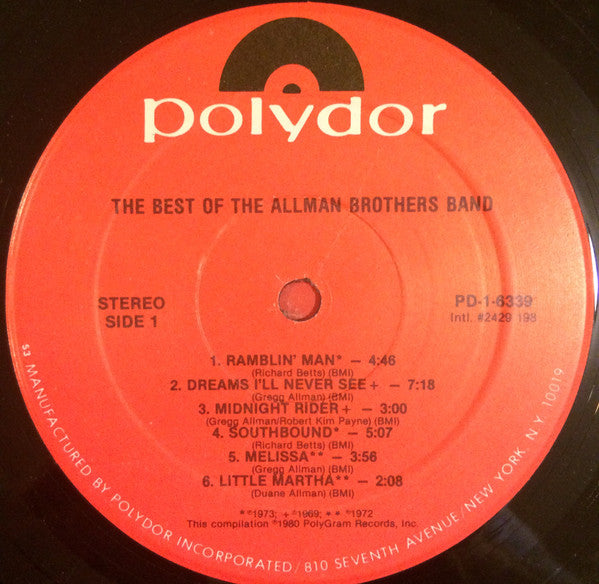 polydor
THE BEST OF THE ALLMAN BROTHERS BAND
STEREO
SIDE 1
PD-1-6339
Intl. #2429 198
1. RAMBLIN' MAN* — 4:46
(Richard Betts) (BMI)
2. DREAMS I'LL NEVER SEE + — 7:18
(Gregg Allman) (BMI)
3. MIDNIGHT RIDER + — 3:00
(Gregg Allman/Robert Kim Payne) (BMI)
4. SOUTHBOUND* — 5:07
(Richard Betts) (BMI)
5. MELISSA** — 3:56
(Gregg Allman) (BMI)
6. LITTLE MARTHA** — 2:08
(Duane Allman) (BMI)
*℗1973; +℗1969; **℗1972
This compilation ℗1980 PolyGram Records, Inc.
53 MANUFACTURED BY POLYDOR INCORPORATED/810 SEVENTH AVENUE/NEW YORK, N.Y. 10019